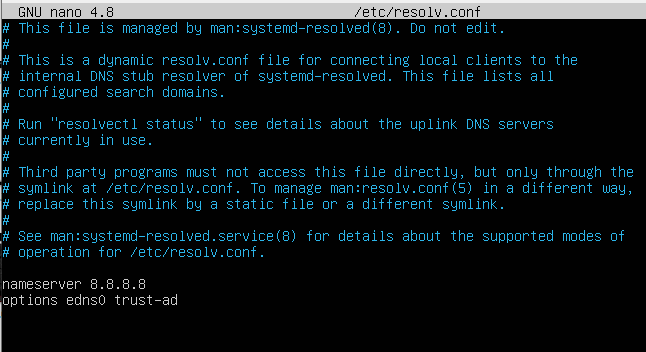 GNU nano 4.8 /etc/resolv.conf
# This file is managed by man:systemd-resolved(8). Do not edit.
#
# This is a dynamic resolv.conf file for connecting local clients to the
# internal DNS stub resolver of systemd-resolved. This file lists all
# configured search domains.
#
# Run "resolvectl status" to see details about the uplink DNS servers
# currently in use.
#
# Third party programs must not access this file directly, but only through the
# symlink at /etc/resolv.conf. To manage man:resolv.conf(5) in a different way,
# replace this symlink by a static file or a different symlink.
#
# See man:systemd-resolved.service(8) for details about the supported modes of
# operation for /etc/resolv.conf.
nameserver 8.8.8.8
options edns0 trust-ad